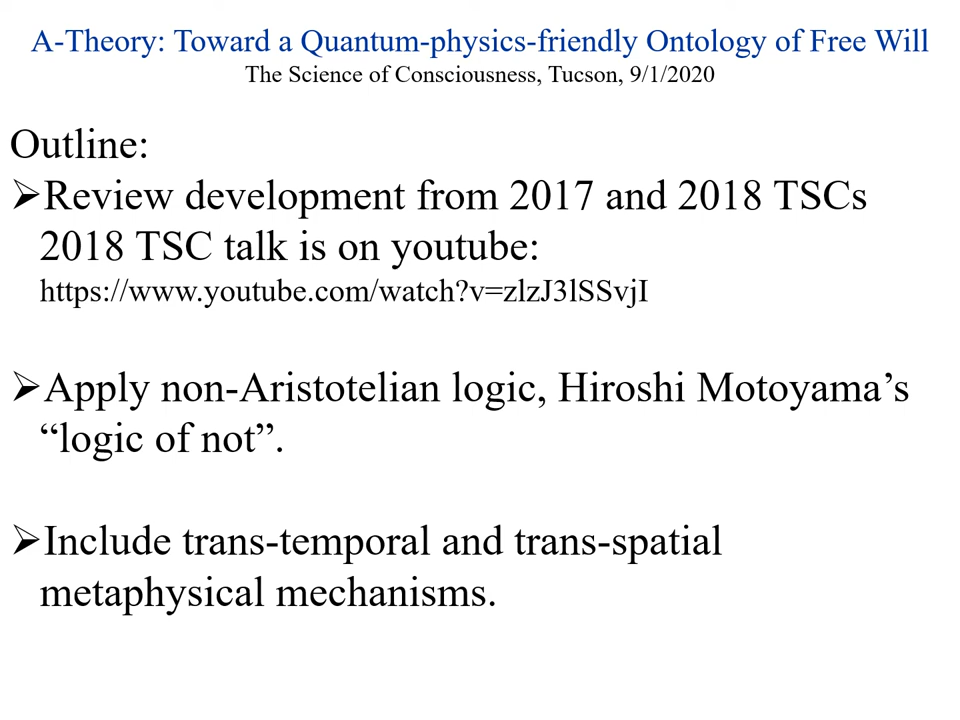 A-Theory: Toward a Quantum-physics-friendly Ontology of Free Will
The Science of Consciousness, Tucson, 9/1/2020
Outline:
➢Review development from 2017 and 2018 TSCs
2018 TSC talk is on youtube:
https://www.youtube.com/watch?v=zlzJ3lSSvjI
➢Apply non-Aristotelian logic, Hiroshi Motoyama’s
“logic of not”.
➢Include trans-temporal and trans-spatial
metaphysical mechanisms.